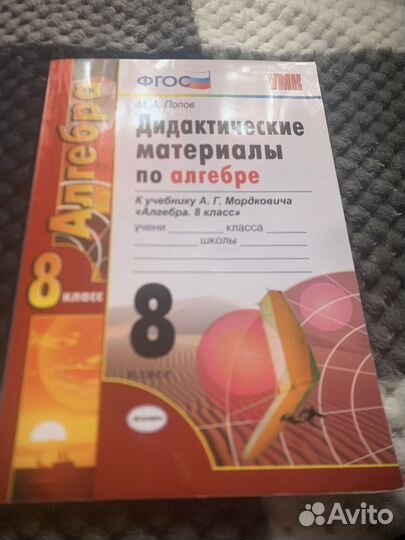 ФГОС
УМК
М. А. Попов
Дидактические
материалы
по алгебре
К учебнику А. Г. Мордковича
«Алгебра. 8 класс»
учени класса
школы
Алгебра
8 класс
8
класс
Avito